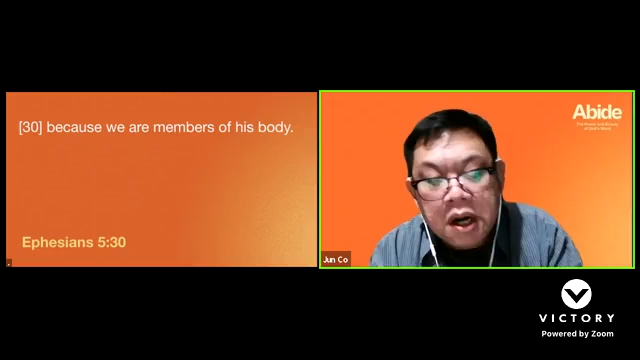 [30] because we are members of his body.
Ephesians 5:30
Abide
Jun Co
VICTORY
Powered by Zoom